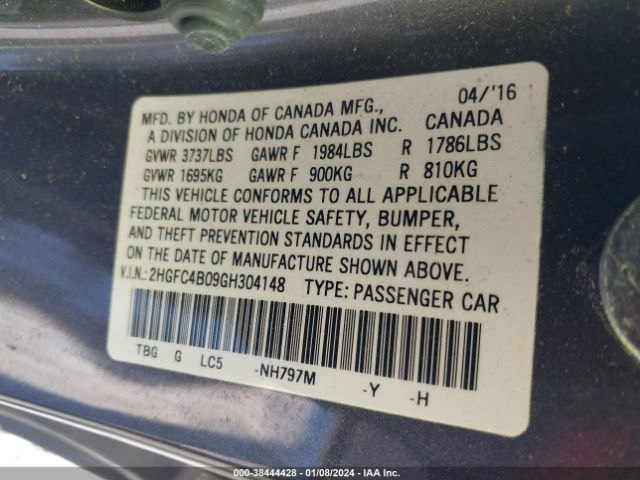 MFD. BY HONDA OF CANADA MFG., 04/'16
A DIVISION OF HONDA CANADA INC. CANADA
GVWR 3737LBS GAWR F 1984LBS R 1786LBS
GVWR 1695KG GAWR F 900KG R 810KG
THIS VEHICLE CONFORMS TO ALL APPLICABLE
FEDERAL MOTOR VEHICLE SAFETY, BUMPER,
AND THEFT PREVENTION STANDARDS IN EFFECT
ON THE DATE OF MANUFACTURE SHOWN ABOVE.
V.I.N.: 2HGFC4B09GH304148 TYPE: PASSENGER CAR
TBG G LC5 -NH797M -Y -H
000-38444428 - 01/08/2024 - IAA Inc.